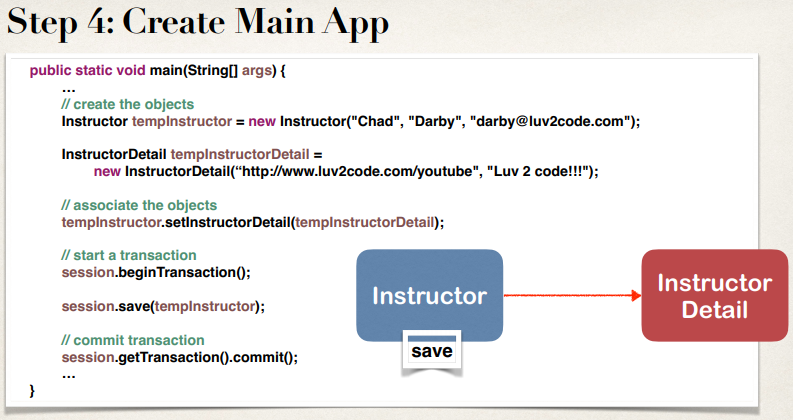 Step 4: Create Main App
public static void main(String[] args) {
…
// create the objects
Instructor tempInstructor = new Instructor("Chad", "Darby", "darby@luv2code.com");
InstructorDetail tempInstructorDetail =
new InstructorDetail(“http://www.luv2code.com/youtube", "Luv 2 code!!!");
// associate the objects
tempInstructor.setInstructorDetail(tempInstructorDetail);
// start a transaction
session.beginTransaction();
session.save(tempInstructor);
// commit transaction
session.getTransaction().commit();
…
}
Instructor
save
Instructor
Detail